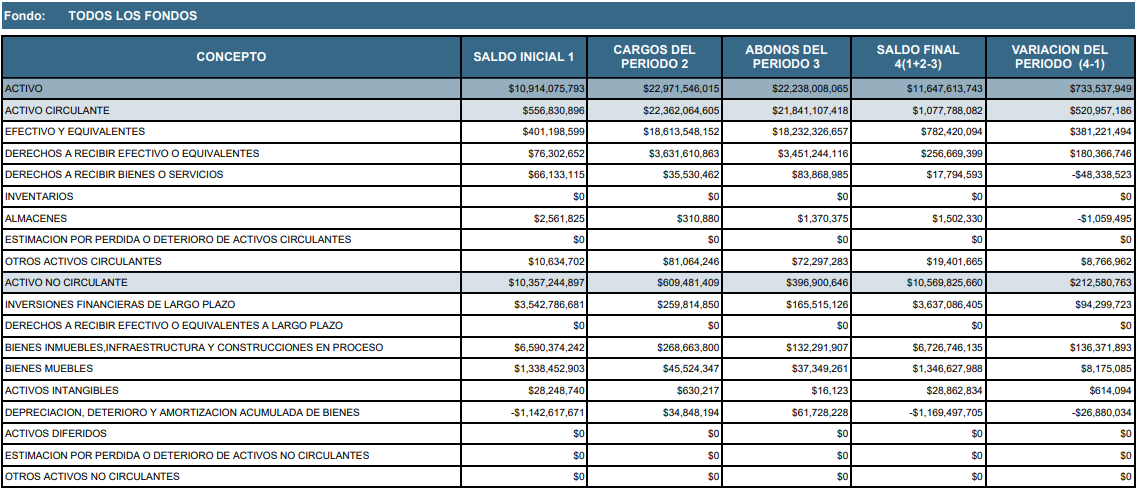 Fondo: TODOS LOS FONDOS
CONCEPTO SALDO INICIAL 1 CARGOS DEL PERIODO 2 ABONOS DEL PERIODO 3 SALDO FINAL 4(1+2-3) VARIACION DEL PERIODO (4-1)
ACTIVO $10,914,075,793 $22,971,546,015 $22,238,008,065 $11,647,613,743 $733,537,949
ACTIVO CIRCULANTE $556,830,896 $22,362,064,605 $21,841,107,418 $1,077,788,082 $520,957,186
EFECTIVO Y EQUIVALENTES $401,198,599 $18,613,548,152 $18,232,326,657 $782,420,094 $381,221,494
DERECHOS A RECIBIR EFECTIVO O EQUIVALENTES $76,302,652 $3,631,610,863 $3,451,244,116 $256,669,399 $180,366,746
DERECHOS A RECIBIR BIENES O SERVICIOS $66,133,115 $35,530,462 $83,868,985 $17,794,593 -$48,338,523
INVENTARIOS $0 $0 $0 $0 $0
ALMACENES $2,561,825 $310,880 $1,370,375 $1,502,330 -$1,059,495
ESTIMACION POR PERDIDA O DETERIORO DE ACTIVOS CIRCULANTES $0 $0 $0 $0 $0
OTROS ACTIVOS CIRCULANTES $10,634,702 $81,064,246 $72,297,283 $19,401,665 $8,766,962
ACTIVO NO CIRCULANTE $10,357,244,897 $609,481,409 $396,900,646 $10,569,825,660 $212,580,763
INVERSIONES FINANCIERAS DE LARGO PLAZO $3,542,786,681 $259,814,850 $165,515,126 $3,637,086,405 $94,299,723
DERECHOS A RECIBIR EFECTIVO O EQUIVALENTES A LARGO PLAZO $0 $0 $0 $0 $0
BIENES INMUEBLES,INFRAESTRUCTURA Y CONSTRUCCIONES EN PROCESO $6,590,374,242 $268,663,800 $132,291,907 $6,726,746,135 $136,371,893
BIENES MUEBLES $1,338,452,903 $45,524,347 $37,349,261 $1,346,627,988 $8,175,085
ACTIVOS INTANGIBLES $28,248,740 $630,217 $16,123 $28,862,834 $614,094
DEPRECIACION, DETERIORO Y AMORTIZACION ACUMULADA DE BIENES -$1,142,617,671 $34,848,194 $61,728,228 -$1,169,497,705 -$26,880,034
ACTIVOS DIFERIDOS $0 $0 $0 $0 $0
ESTIMACION POR PERDIDA O DETERIORO DE ACTIVOS NO CIRCULANTES $0 $0 $0 $0 $0
OTROS ACTIVOS NO CIRCULANTES $0 $0 $0 $0 $0